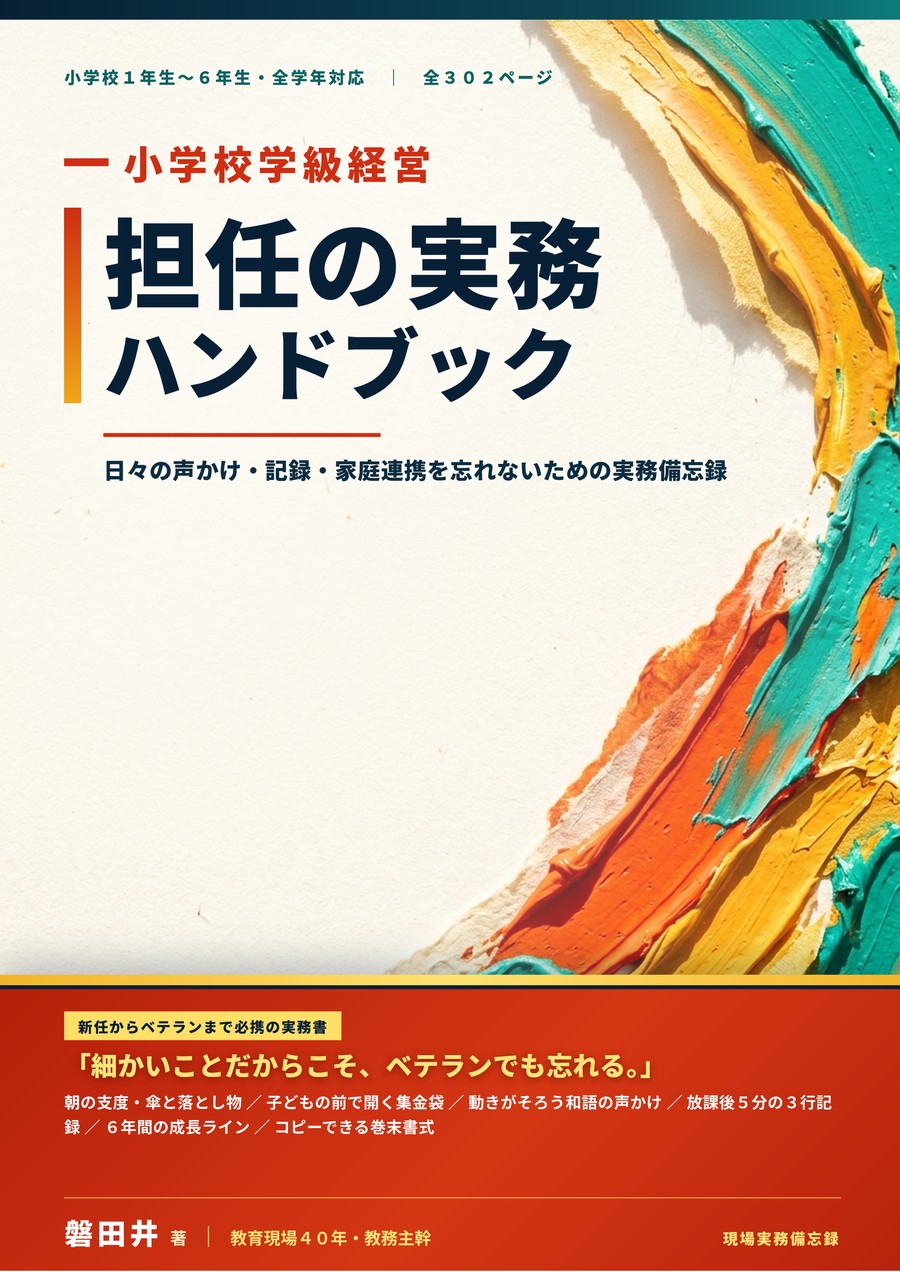 小学校１年生～６年生・全学年対応 ｜ 全３０２ページ
小学校学級経営
担任の実務
ハンドブック
日々の声かけ・記録・家庭連携を忘れないための実務備忘録
新任からベテランまで必携の実務書
「細かいことだからこそ、ベテランでも忘れる。」
朝の支度・傘と落とし物 ／ 子どもの前で開く集金袋 ／ 動きがそろう和語の声かけ ／ 放課後５分の３行記
録 ／ ６年間の成長ライン ／ コピーできる巻末書式
磐田井 著 ｜ 教育現場４０年・教務主幹
現場実務備忘録